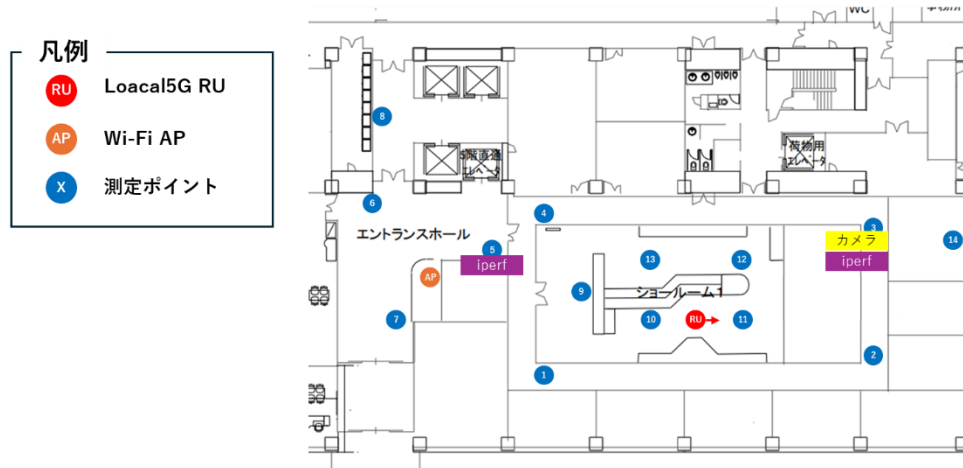 凡例
RU Loacal5G RU
AP Wi-Fi AP
X 測定ポイント
WC
8
荷物用
エレベータ
5階直通
エレベータ
6
4
3
エントランスホール
カメラ
14
5
iperf
iperf
13
12
AP
9
ショールーム1
7
10
RU
11
2
1